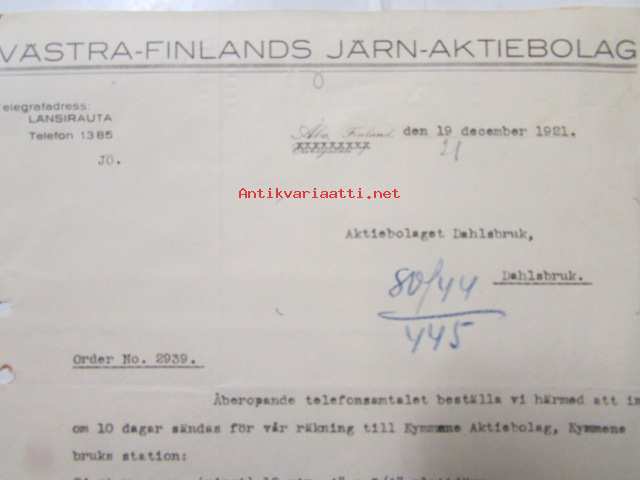 VÄSTRA-FINLANDS JÄRN-AKTIEBOLAG
Telegrafadress:
LÄNSIRAUTA
Telefon 1385
JÖ.
Åbo, Finland, den 19 december 1921.
21
Antikvariaatti.net
Aktiebolaget Dahlsbruk,
Dahlsbruk.
80/44
445
Order No. 2939.
Åberopande telefonsamtalet beställa vi härmed att in
om 10 dagar sändas för vår räkning till Kymmene Aktiebolag, Kymmene
bruks station: